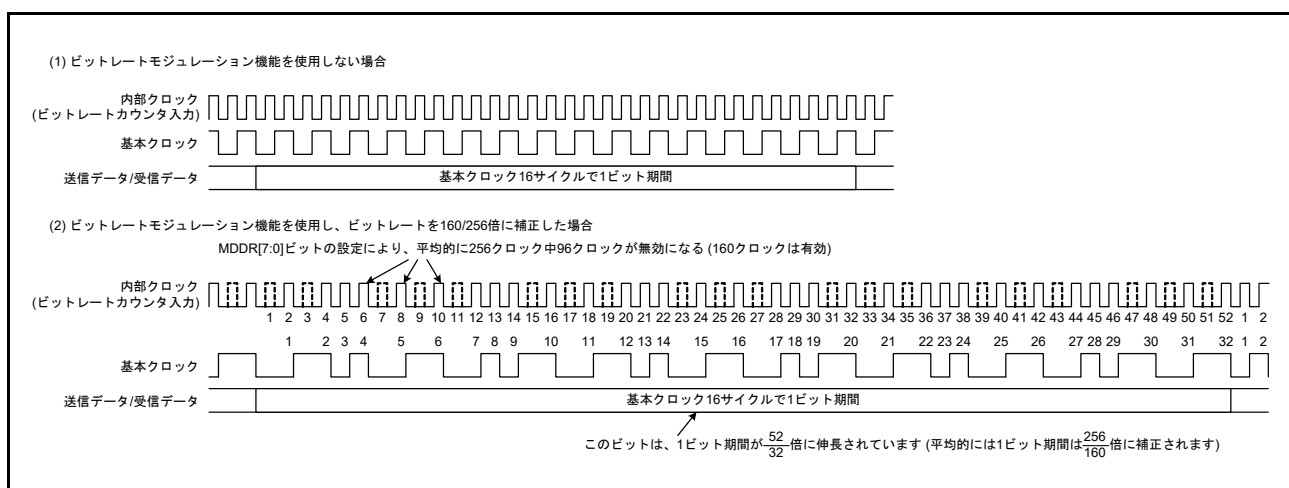 (1) ビットレートモジュレーション機能を使用しない場合
内部クロック
(ビットレートカウンタ入力)
基本クロック
送信データ/受信データ
基本クロック16サイクルで1ビット期間
(2) ビットレートモジュレーション機能を使用し、ビットレートを160/256倍に補正した場合
MDDR[7:0]ビットの設定により、平均的に256クロック中96クロックが無効になる (160クロックは有効)
内部クロック
(ビットレートカウンタ入力)
1 2 3 4 5 6 7 8 9 10 11 12 13 14 15 16 17 18 19 20 21 22 23 24 25 26 27 28 29 30 31 32 33 34 35 36 37 38 39 40 41 42 43 44 45 46 47 48 49 50 51 52 1 2
1 2 3 4 5 6 7 8 9 10 11 12 13 14 15 16 17 18 19 20 21 22 23 24 25 26 27 28 29 30 31 32 1 2
基本クロック
送信データ/受信データ
基本クロック16サイクルで1ビット期間
このビットは、1ビット期間が52/32倍に伸長されています (平均的には1ビット期間は256/160倍に補正されます)